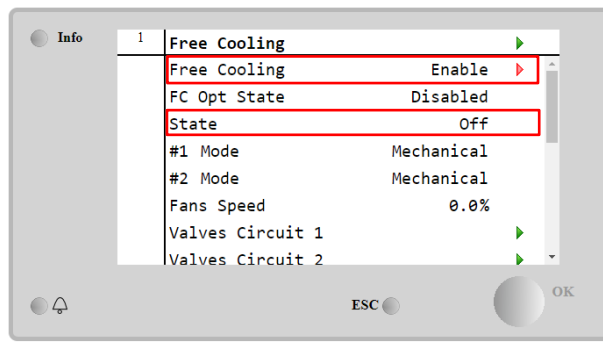 Info
1 Free Cooling
Free Cooling Enable
FC Opt State Disabled
State Off
#1 Mode Mechanical
#2 Mode Mechanical
Fans Speed 0.0%
Valves Circuit 1
Valves Circuit 2
ESC
OK